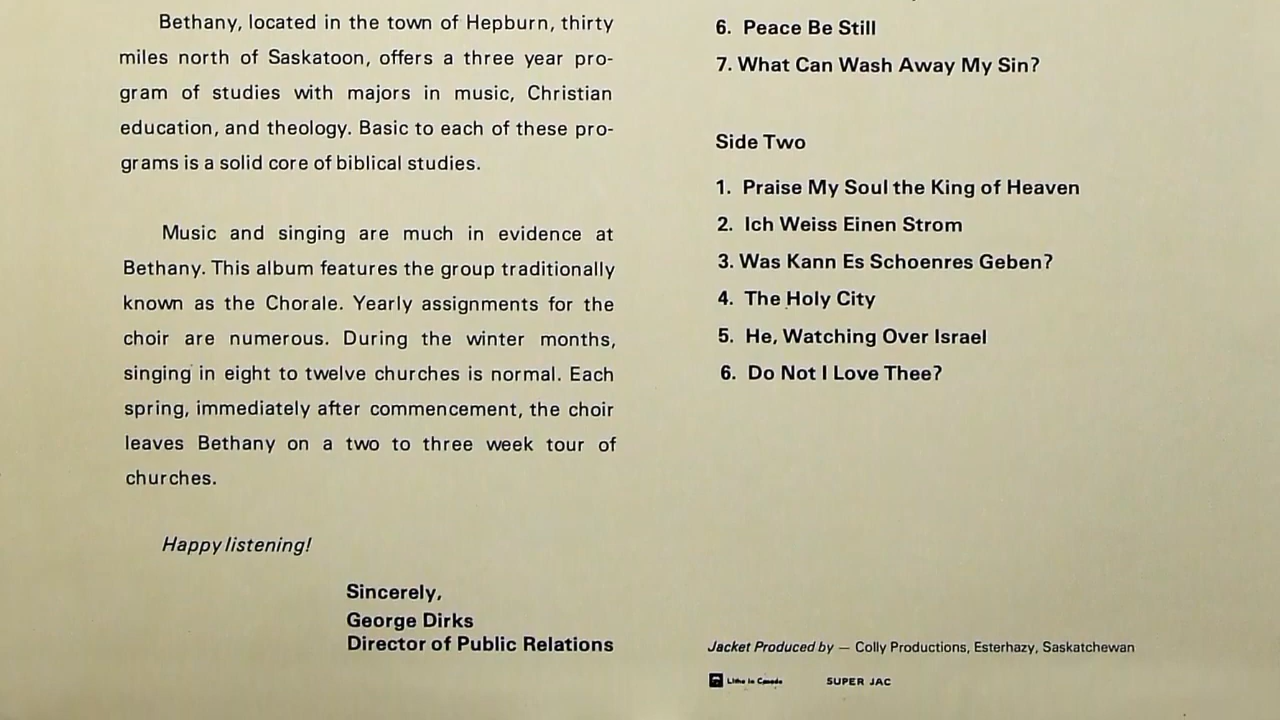 Bethany, located in the town of Hepburn, thirty
miles north of Saskatoon, offers a three year pro-
gram of studies with majors in music, Christian
education, and theology. Basic to each of these pro-
grams is a solid core of biblical studies.
Music and singing are much in evidence at
Bethany. This album features the group traditionally
known as the Chorale. Yearly assignments for the
choir are numerous. During the winter months,
singing in eight to twelve churches is normal. Each
spring, immediately after commencement, the choir
leaves Bethany on a two to three week tour of
churches.
Happy listening!
Sincerely,
George Dirks
Director of Public Relations
6. Peace Be Still
7. What Can Wash Away My Sin?
Side Two
1. Praise My Soul the King of Heaven
2. Ich Weiss Einen Strom
3. Was Kann Es Schoenres Geben?
4. The Holy City
5. He, Watching Over Israel
6. Do Not I Love Thee?
Jacket Produced by — Colly Productions, Esterhazy, Saskatchewan
Litho in Canada SUPER JAC